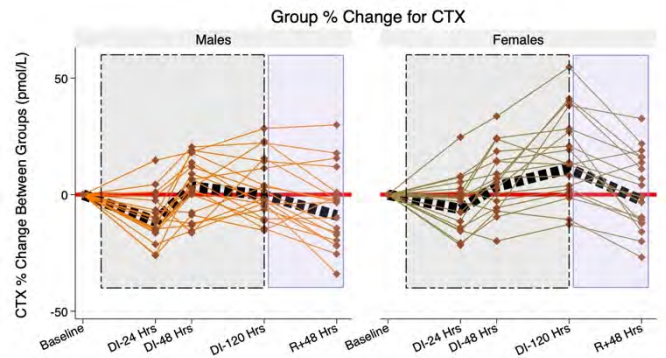 Group % Change for CTX
Males
Females
CTX % Change Between Groups (pmol/L)
50
0
-50
Baseline
DI-24 Hrs
DI-48 Hrs
DI-120 Hrs
R+48 Hrs
Baseline
DI-24 Hrs
DI-48 Hrs
DI-120 Hrs
R+48 Hrs